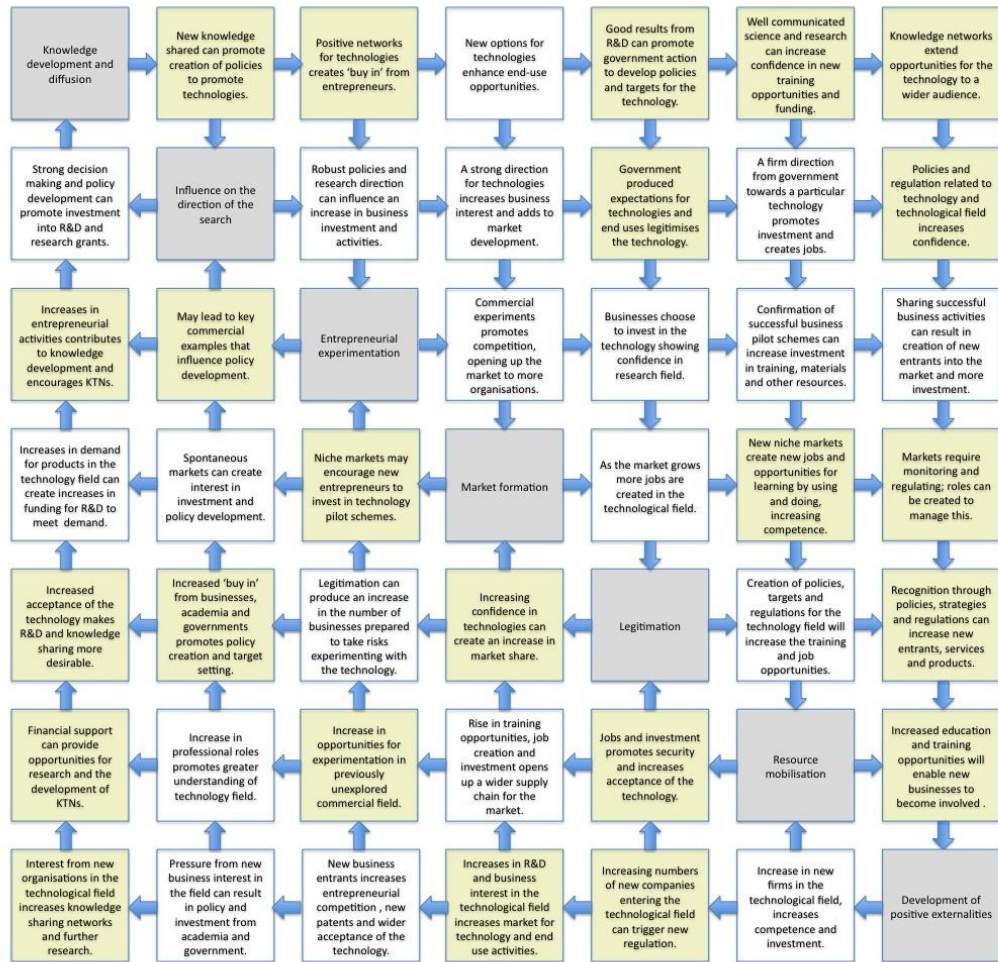 Knowledge
development and
diffusion
New knowledge
shared can promote
creation of policies
to promote
technologies.
Positive networks
for technologies
creates ‘buy in’ from
entrepreneurs.
New options for
technologies
enhance end-use
opportunities.
Good results from
R&D can promote
government action
to develop policies
and targets for the
technology.
Well communicated
science and research
can increase
confidence in new
training
opportunities and
funding.
Knowledge networks
extend
opportunities for the
technology to a
wider audience.
Strong decision
making and policy
development can
promote investment
into R&D and
research grants.
Influence on the
direction of the
search
Robust policies and
research direction
can influence an
increase in business
investment and
activities.
A strong direction
for technologies
increases business
interest and adds to
market
development.
Government
produced
expectations for
technologies and
end uses legitimises
the technology.
A firm direction
from government
towards a particular
technology
promotes
investment and
creates jobs.
Policies and
regulation related to
technology and
technological field
increases
confidence.
Increases in
entrepreneurial
activities contributes
to knowledge
development and
encourages KTNs.
May lead to key
commercial
examples that
influence policy
development.
Entrepreneurial
experimentation
Commercial
experiments
promotes
competition,
opening up the
market to more
organisations.
Businesses choose
to invest in the
technology showing
confidence in
research field.
Confirmation of
successful business
pilot schemes can
increase investment
in training, materials
and other resources.
Sharing successful
business activities
can result in
creation of new
entrants into the
market and more
investment.
Increases in demand
for products in the
technology field can
create increases in
funding for R&D to
meet demand.
Spontaneous
markets can create
interest in
investment and
policy development.
Niche markets may
encourage new
entrepreneurs to
invest in technology
pilot schemes.
Market formation
As the market grows
more jobs are
created in the
technological field.
New niche markets
create new jobs and
opportunities for
learning by using
and doing,
increasing
competence.
Markets require
monitoring and
regulating; roles can
be created to
manage this.
Increased
acceptance of the
technology makes
R&D and knowledge
sharing more
desirable.
Increased ‘buy in’
from businesses,
academia and
governments
promotes policy
creation and target
setting.
Legitimation can
produce an increase
in the number of
businesses prepared
to take risks
experimenting with
the technology.
Increasing
confidence in
technologies can
create an increase in
market share.
Legitimation
Creation of policies,
targets and
regulations for the
technology field will
increase the training
and job
opportunities.
Recognition through
policies, strategies
and regulations can
increase new
entrants, services
and products.
Financial support
can provide
opportunities for
research and the
development of
KTNs.
Increase in
professional roles
promotes greater
understanding of
technology field.
Increase in
opportunities for
experimentation in
previously
unexplored
commercial field.
Rise in training
opportunities, job
creation and
investment opens
up a wider supply
chain for the
market.
Jobs and investment
promotes security
and increases
acceptance of the
technology.
Resource
mobilisation
Increased education
and training
opportunities will
enable new
businesses to
become involved .
Interest from new
organisations in the
technological field
increases knowledge
sharing networks
and further
research.
Pressure from new
business interest in
the field can result
in policy and
investment from
academia and
government.
New business
entrants increases
entrepreneurial
competition , new
patents and wider
acceptance of the
technology.
Increases in R&D
and business
interest in the
technological field
increases market for
technology and end
use activities.
Increasing numbers
of new companies
entering the
technological field
can trigger new
regulation.
Increase in new
firms in the
technological field,
increases
competence and
investment.
Development of
positive externalities